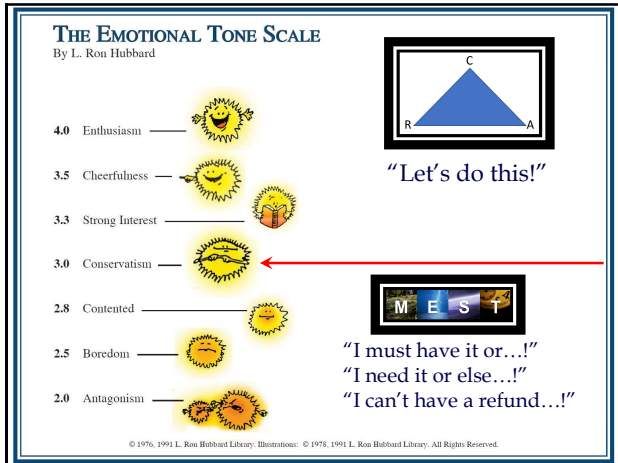 THE EMOTIONAL TONE SCALE
By L. Ron Hubbard
4.0 Enthusiasm
3.5 Cheerfulness
3.3 Strong Interest
3.0 Conservatism
2.8 Contented
2.5 Boredom
2.0 Antagonism
C
R A
“Let’s do this!”
M E S T
“I must have it or…!”
“I need it or else…!”
“I can’t have a refund…!”
© 1976, 1991 L. Ron Hubbard Library. Illustrations: © 1978, 1991 L. Ron Hubbard Library. All Rights Reserved.